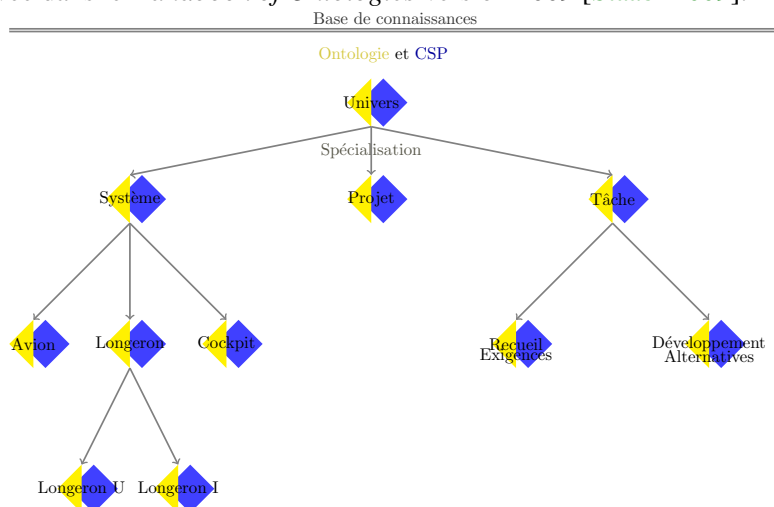 Base de connaissances
Ontologie et CSP
Univers
Spécialisation
Système Projet Tâche
Avion Longeron Cockpit Recueil Exigences Développement Alternatives
Longeron U Longeron I